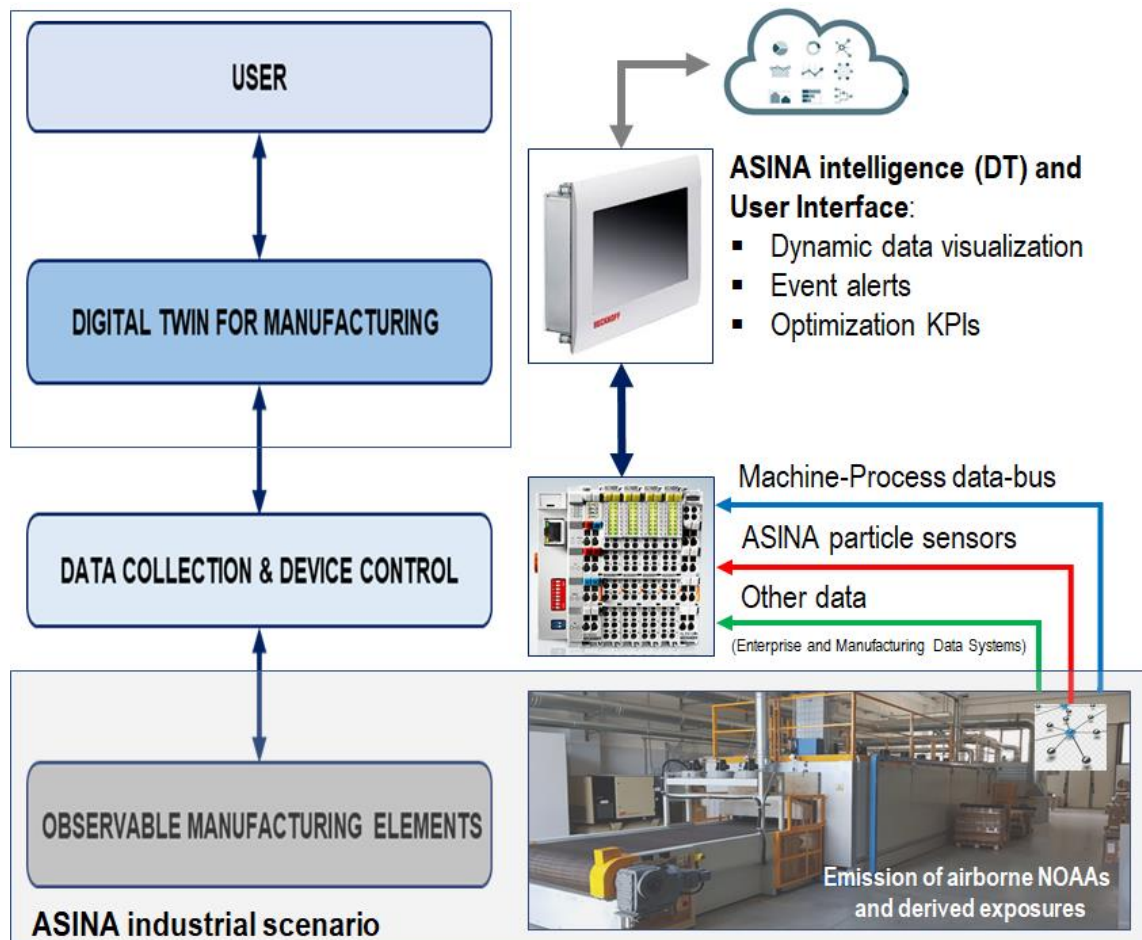 USER
DIGITAL TWIN FOR MANUFACTURING
DATA COLLECTION & DEVICE CONTROL
OBSERVABLE MANUFACTURING ELEMENTS
ASINA industrial scenario
BECKHOFF
ASINA intelligence (DT) and
User Interface:
▪ Dynamic data visualization
▪ Event alerts
▪ Optimization KPIs
Machine-Process data-bus
ASINA particle sensors
Other data
(Enterprise and Manufacturing Data Systems)
Emission of airborne NOAAs
and derived exposures